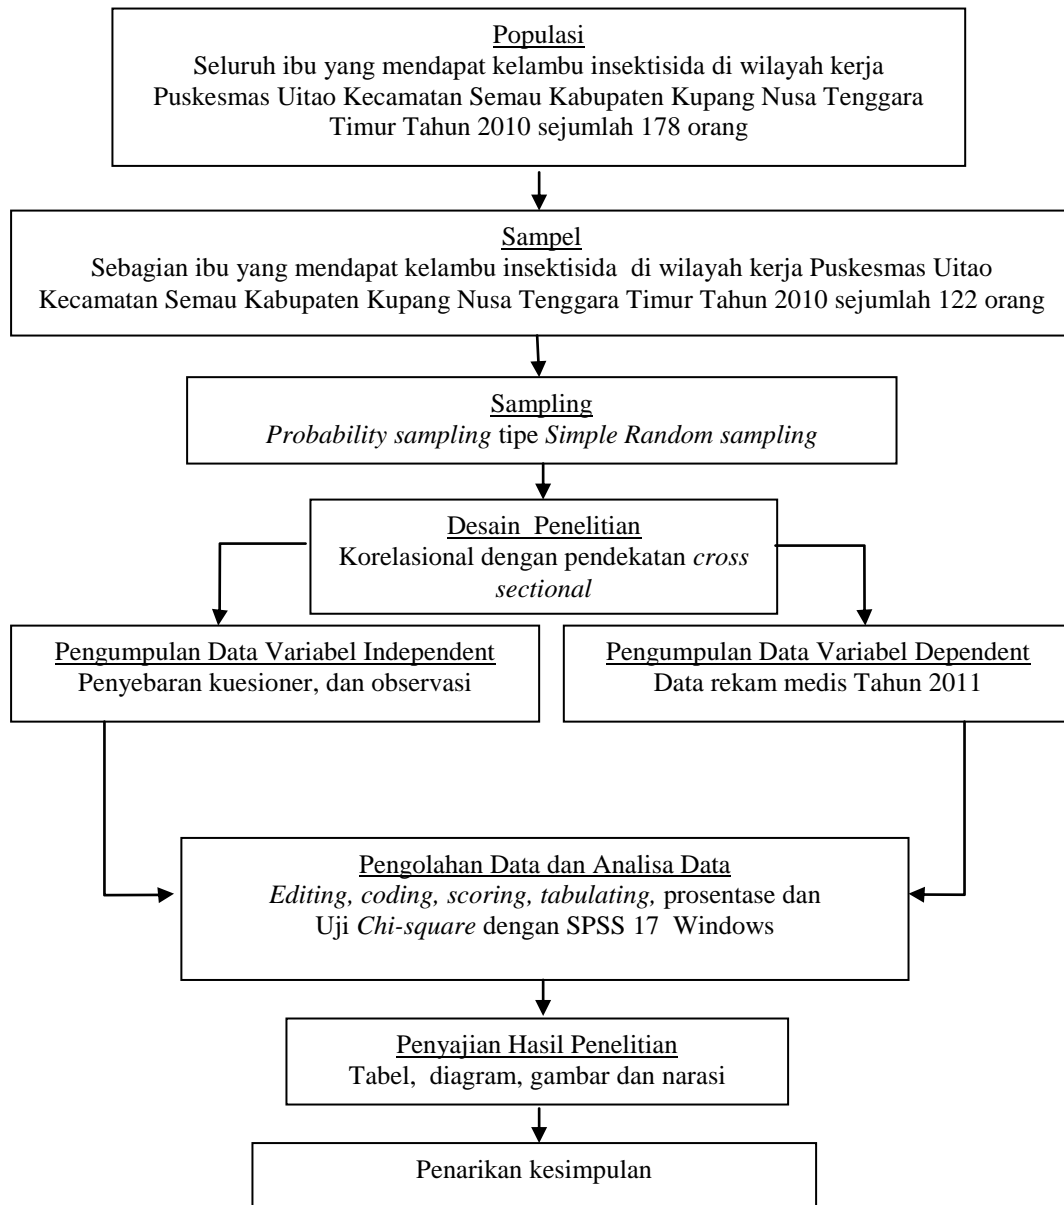 Populasi
Seluruh ibu yang mendapat kelambu insektisida di wilayah kerja
Puskesmas Uitao Kecamatan Semau Kabupaten Kupang Nusa Tenggara
Timur Tahun 2010 sejumlah 178 orang
Sampel
Sebagian ibu yang mendapat kelambu insektisida di wilayah kerja Puskesmas Uitao
Kecamatan Semau Kabupaten Kupang Nusa Tenggara Timur Tahun 2010 sejumlah 122 orang
Sampling
Probability sampling tipe Simple Random sampling
Desain Penelitian
Korelasional dengan pendekatan cross
sectional
Pengumpulan Data Variabel Independent
Penyebaran kuesioner, dan observasi
Pengumpulan Data Variabel Dependent
Data rekam medis Tahun 2011
Pengolahan Data dan Analisa Data
Editing, coding, scoring, tabulating, prosentase dan
Uji Chi-square dengan SPSS 17 Windows
Penyajian Hasil Penelitian
Tabel, diagram, gambar dan narasi
Penarikan kesimpulan